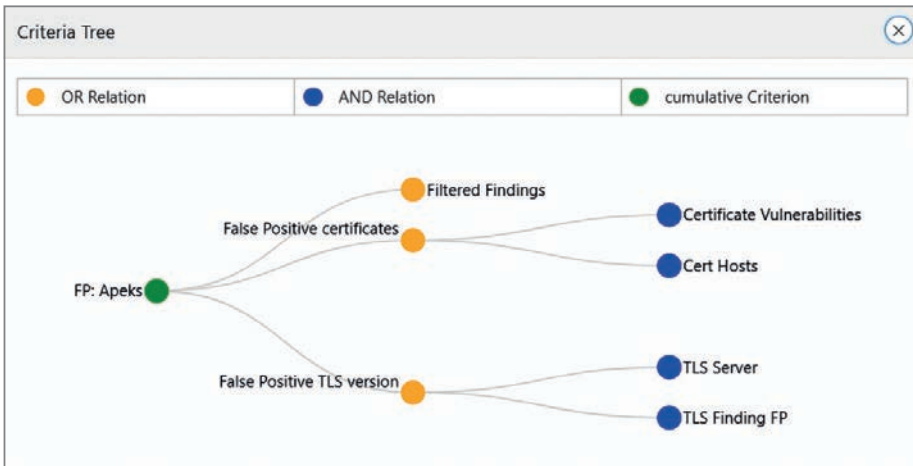 Criteria Tree
OR Relation
AND Relation
cumulative Criterion
Filtered Findings
False Positive certificates
Certificate Vulnerabilities
Cert Hosts
FP: Apeks
False Positive TLS version
TLS Server
TLS Finding FP